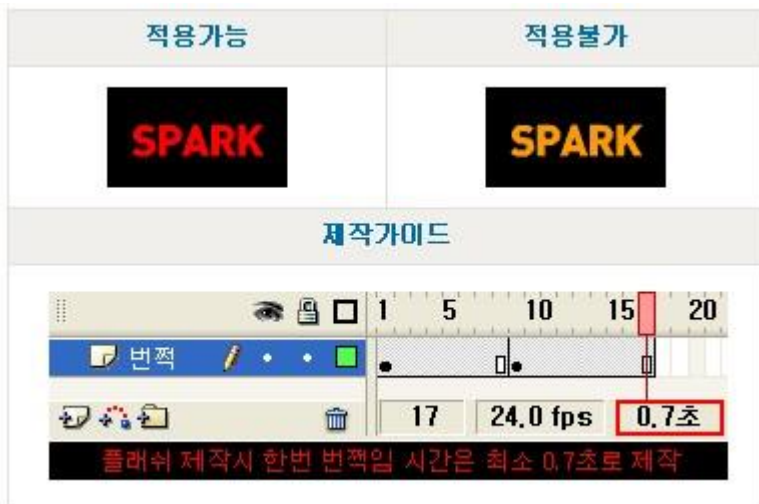 적용가능 적용불가
SPARK SPARK
제작가이드
1 5 10 15 20
번쩍
17 24.0 fps 0.7초
플래쉬 제작시 한번 번쩍임 시간은 최소 0.7초로 제작